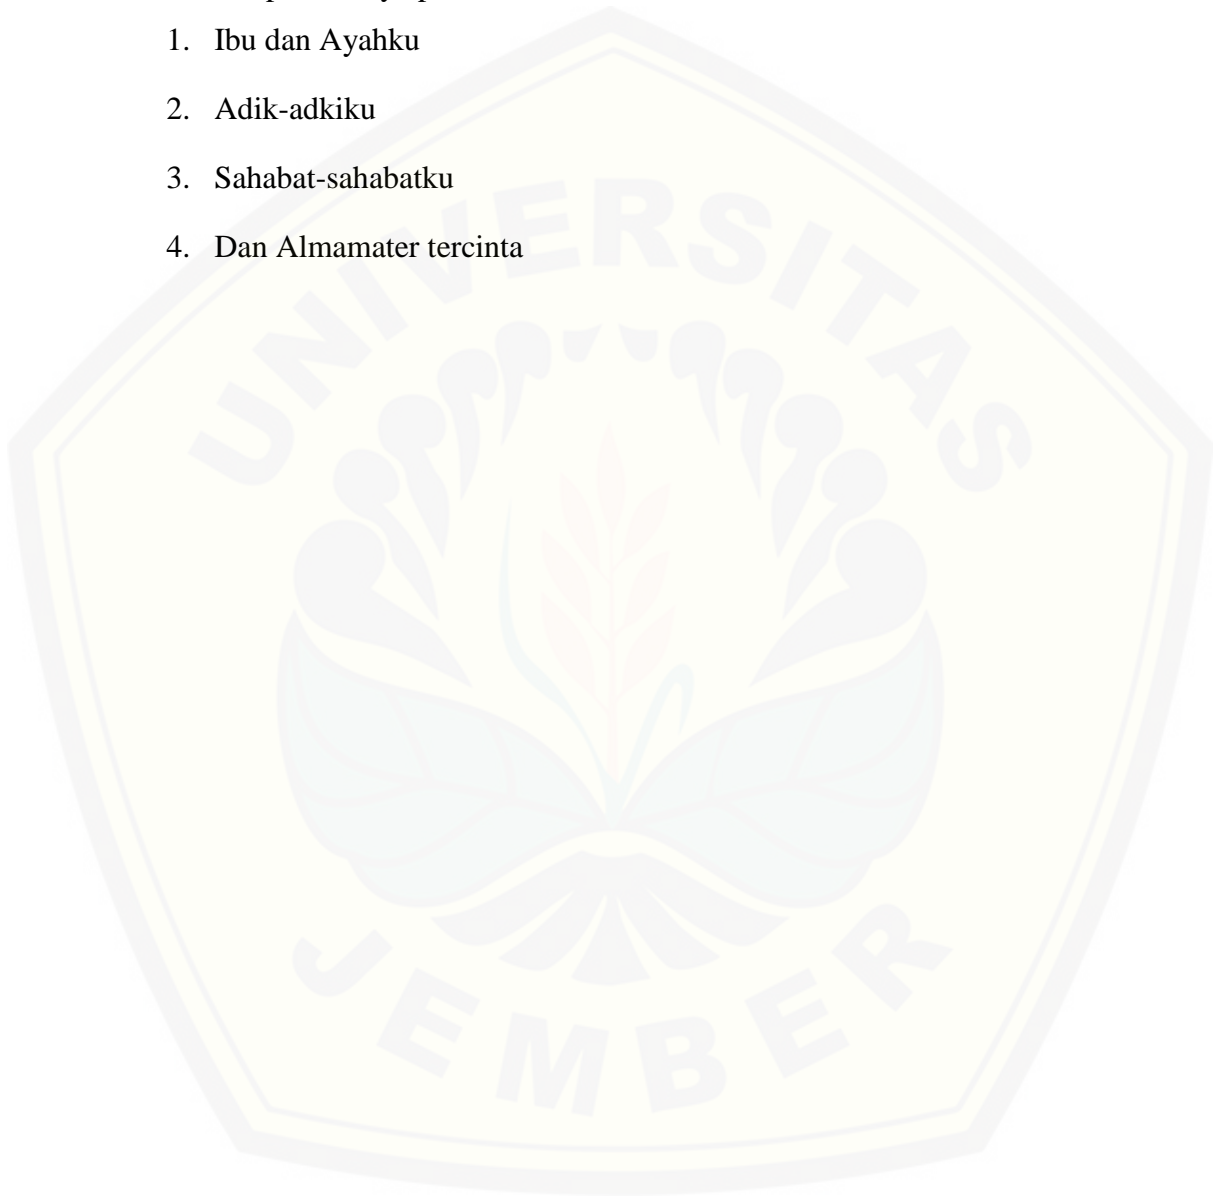 1. Ibu dan Ayahku
2. Adik-adkiku
3. Sahabat-sahabatku
4. Dan Almamater tercinta
UNIVERSITAS
JEMBER